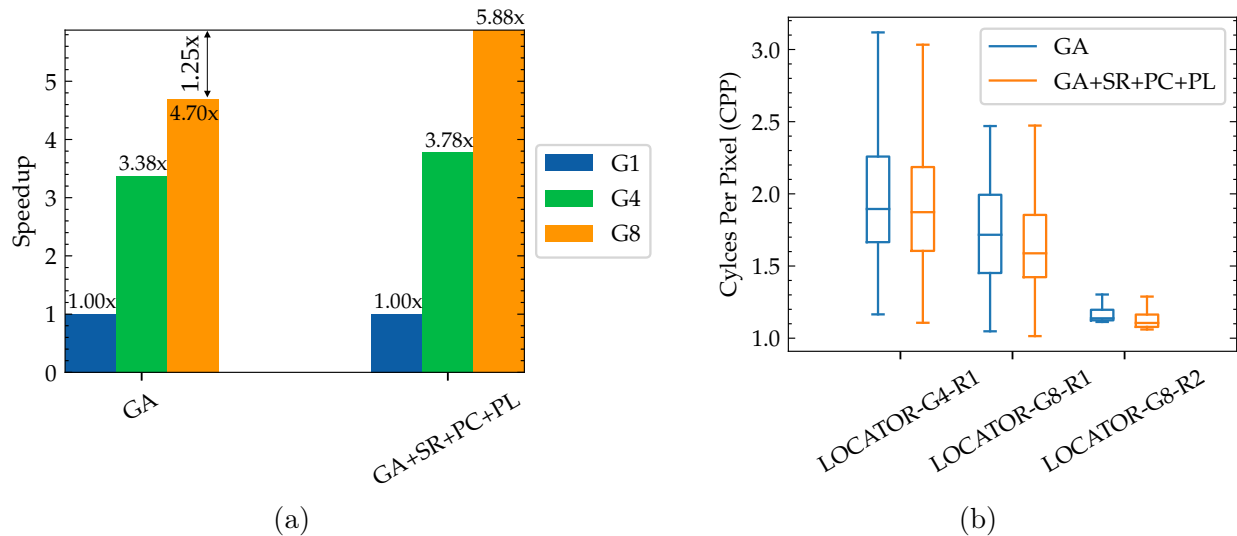 5.88x
1.25x
4.70x
3.78x
3.38x
1.00x
1.00x
5
4
3
2
1
0
Speedup
GA
GA+SR+PC+PL
G1
G4
G8
(a)
3.0
2.5
2.0
1.5
1.0
Cylces Per Pixel (CPP)
GA
GA+SR+PC+PL
LOCATOR-G4-R1
LOCATOR-G8-R1
LOCATOR-G8-R2
(b)